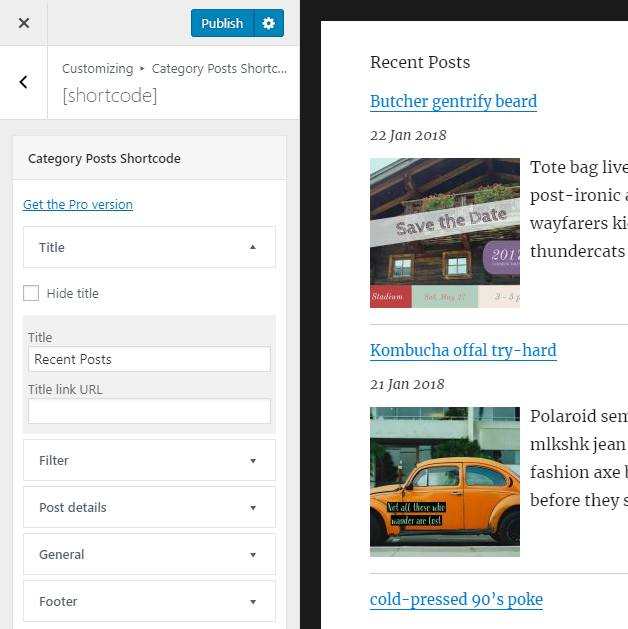 Publish
Customizing ▸ Category Posts Shortc...
[shortcode]
Category Posts Shortcode
Get the Pro version
Title
Hide title
Title
Recent Posts
Title link URL
Filter
Post details
General
Footer
Recent Posts
Butcher gentrify beard
22 Jan 2018
Save the Date
2017
Stadium
Sat, May 27
3 - 5 p
Tote bag live
post-ironic
wayfarers
thundercats
Kombucha offal try-hard
21 Jan 2018
Not all those who
wander are lost
Polaroid
mlkshk jean
fashion axe
before they
cold-pressed 90's poke